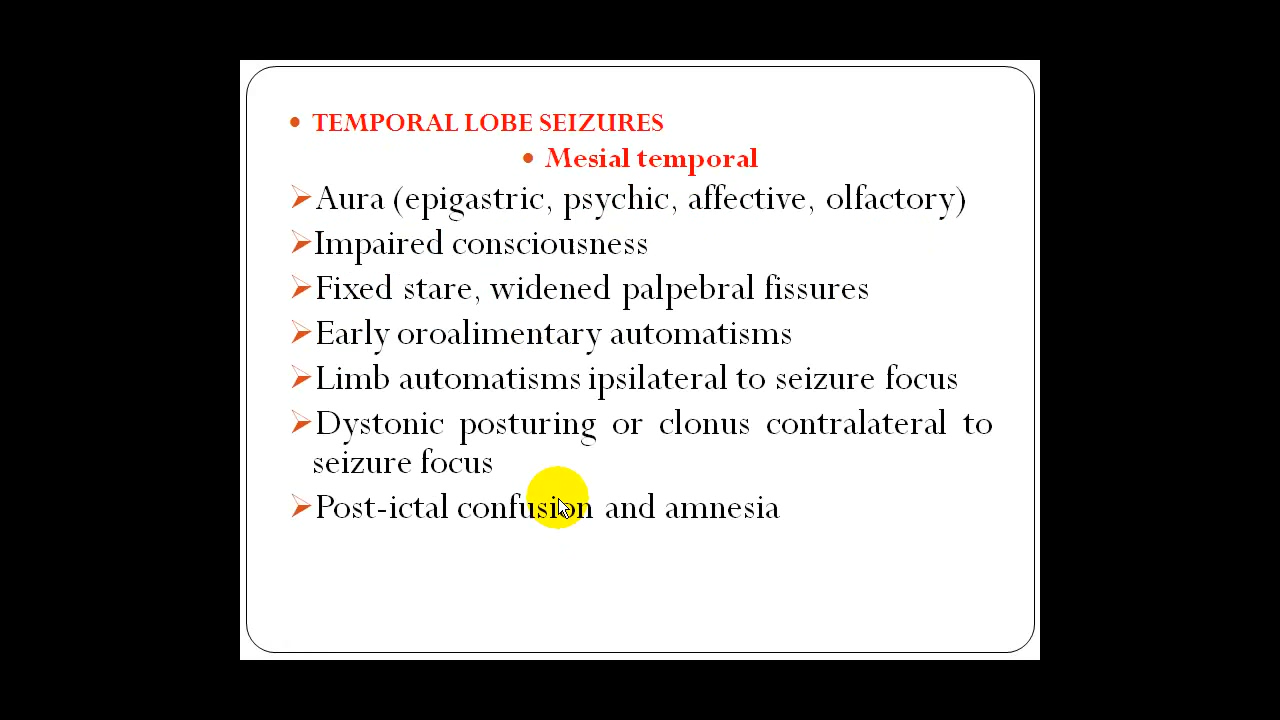 TEMPORAL LOBE SEIZURES
Mesial temporal
Aura (epigastric, psychic, affective, olfactory)
Impaired consciousness
Fixed stare, widened palpebral fissures
Early oroalimentary automatisms
Limb automatisms ipsilateral to seizure focus
Dystonic posturing or clonus contralateral to
seizure focus
Post-ictal confusion and amnesia